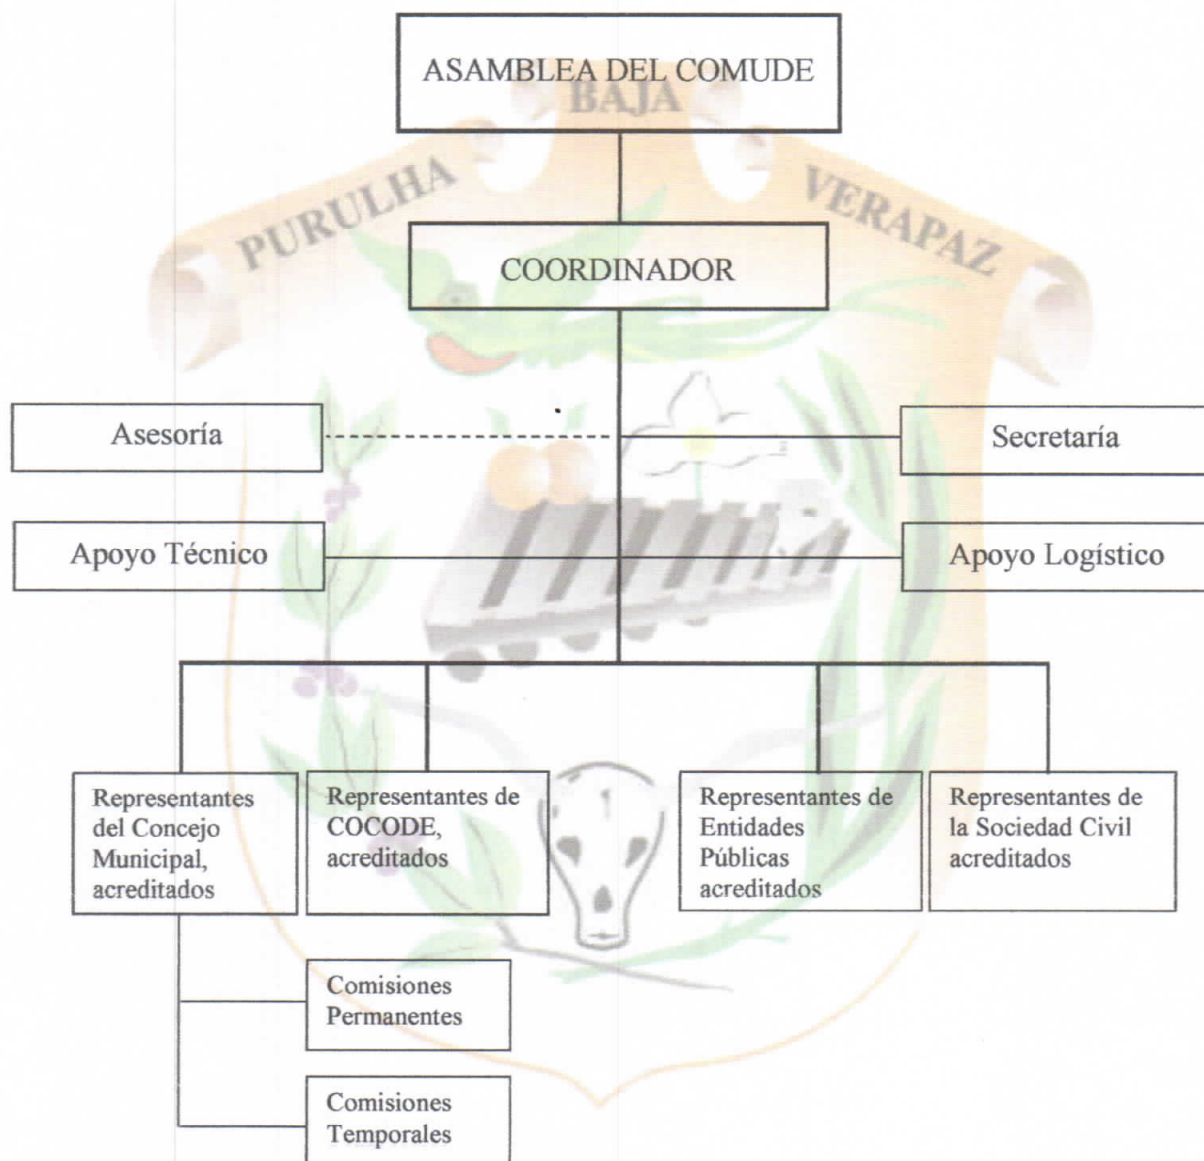 ASAMBLEA DEL COMUDE
BAJA
PURULHA
VERAPAZ
COORDINADOR
Asesoría
Secretaría
Apoyo Técnico
Apoyo Logístico
Representantes
del Concejo
Municipal,
acreditados
Representantes de
COCODE,
acreditados
Representantes de
Entidades
Públicas
acreditados
Representantes de
la Sociedad Civil
acreditados
Comisiones
Permanentes
Comisiones
Temporales